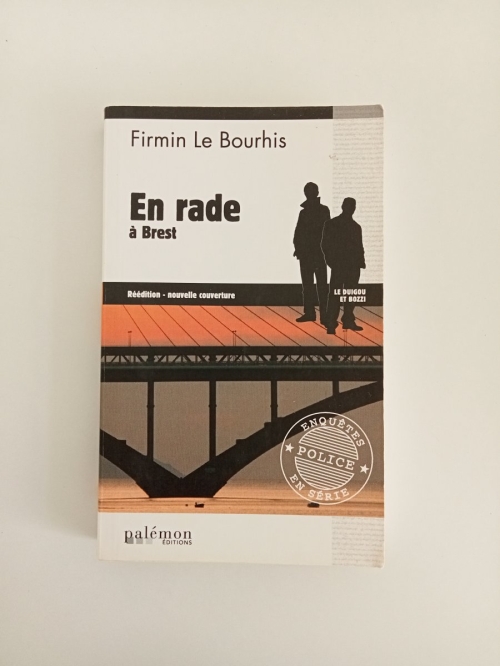 Firmin Le Bourhis
En rade
à Brest
Réédition - nouvelle couverture
LE DUIGOU
ET BOZZI
ENQUÊTES
POLICE
EN SÉRIE
palémon
ÉDITIONS